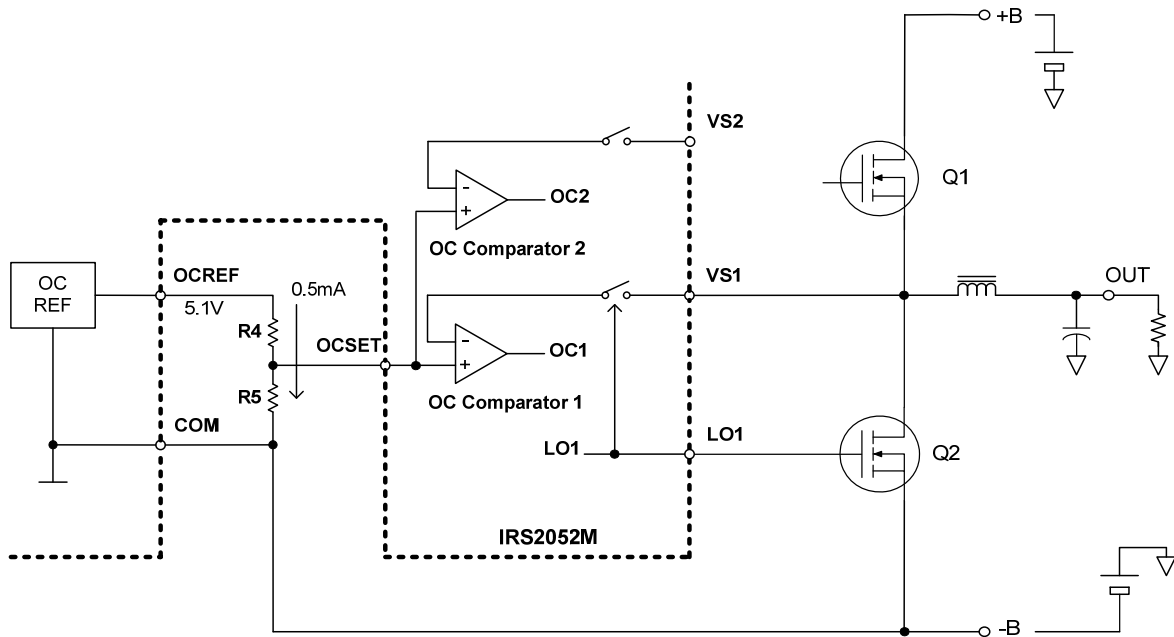 +B
VS2
-
+
OC2
Q1
OC Comparator 2
OC
REF
OCREF
5.1V
0.5mA
R4
VS1
OUT
OCSET
-
+
OC1
R5
OC Comparator 1
COM
LO1
LO1
Q2
IRS2052M
-B